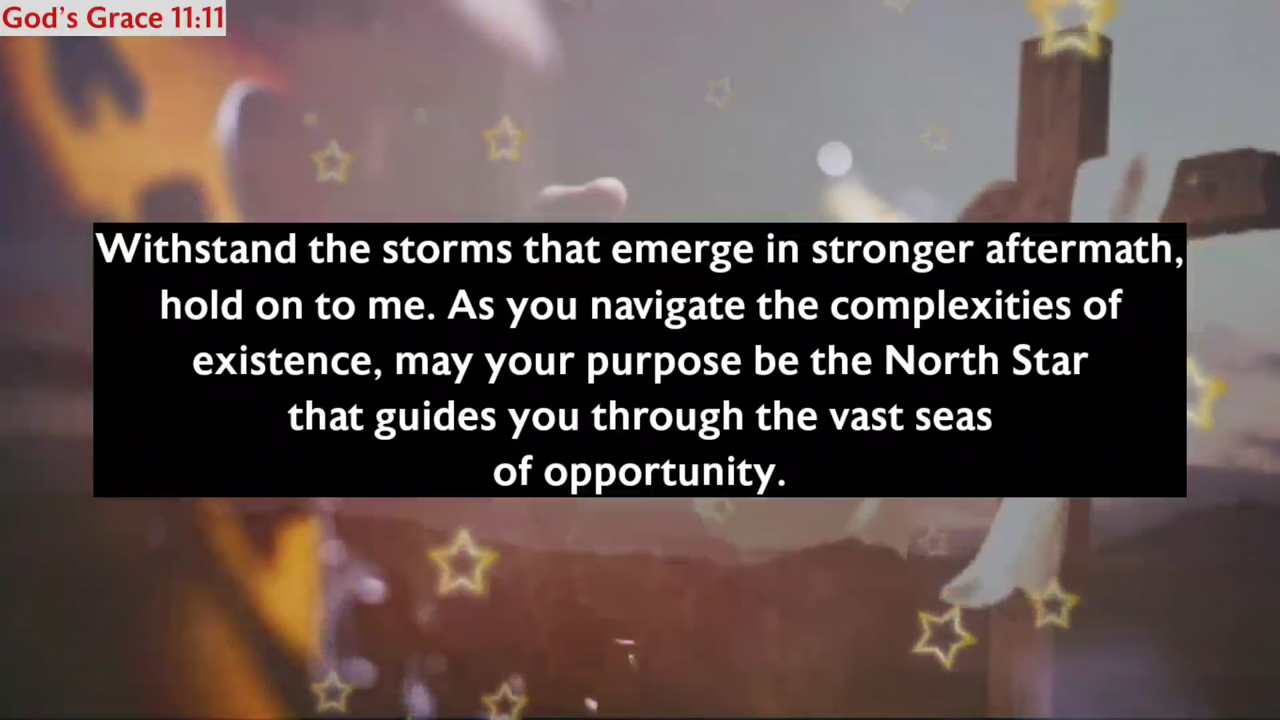 God's Grace 11:11
Withstand the storms that emerge in stronger aftermath,
hold on to me. As you navigate the complexities of
existence, may your purpose be the North Star
that guides you through the vast seas
of opportunity.